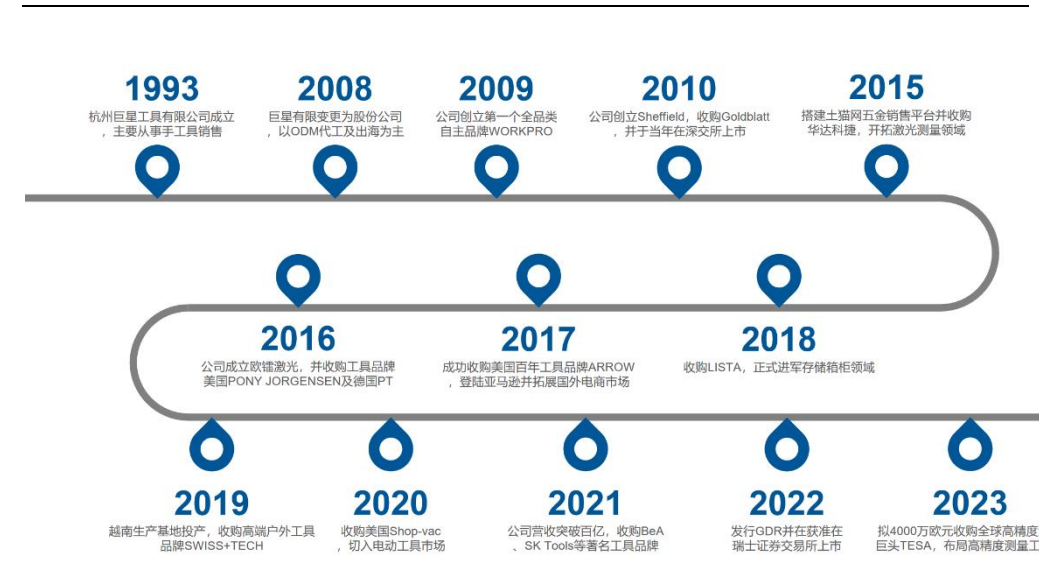 1993
杭州巨星工具有限公司成立
，主要从事手工具销售
2008
巨星有限变更为股份公司
，以ODM代工及出海为主
2009
公司创立第一个全品类
自主品牌WORKPRO
2010
公司创立Sheffield，收购Goldblatt
，并于当年在深交所上市
2015
搭建土猫网五金销售平台并收购
华达科捷，开拓激光测量领域
2016
公司成立欧镭激光，并收购工具品牌
美国PONY JORGENSEN及德国PT
2017
成功收购美国百年工具品牌ARROW
，登陆亚马逊并拓展国外电商市场
2018
收购LISTA，正式进军存储箱柜领域
2019
越南生产基地投产，收购高端户外工具
品牌SWISS+TECH
2020
收购美国Shop-vac
，切入电动工具市场
2021
公司营收突破百亿，收购BeA
、SK Tools等著名工具品牌
2022
发行GDR并在获准在
瑞士证券交易所上市
2023
拟4000万欧元收购全球高精度
巨头TESA，布局高精度测量工